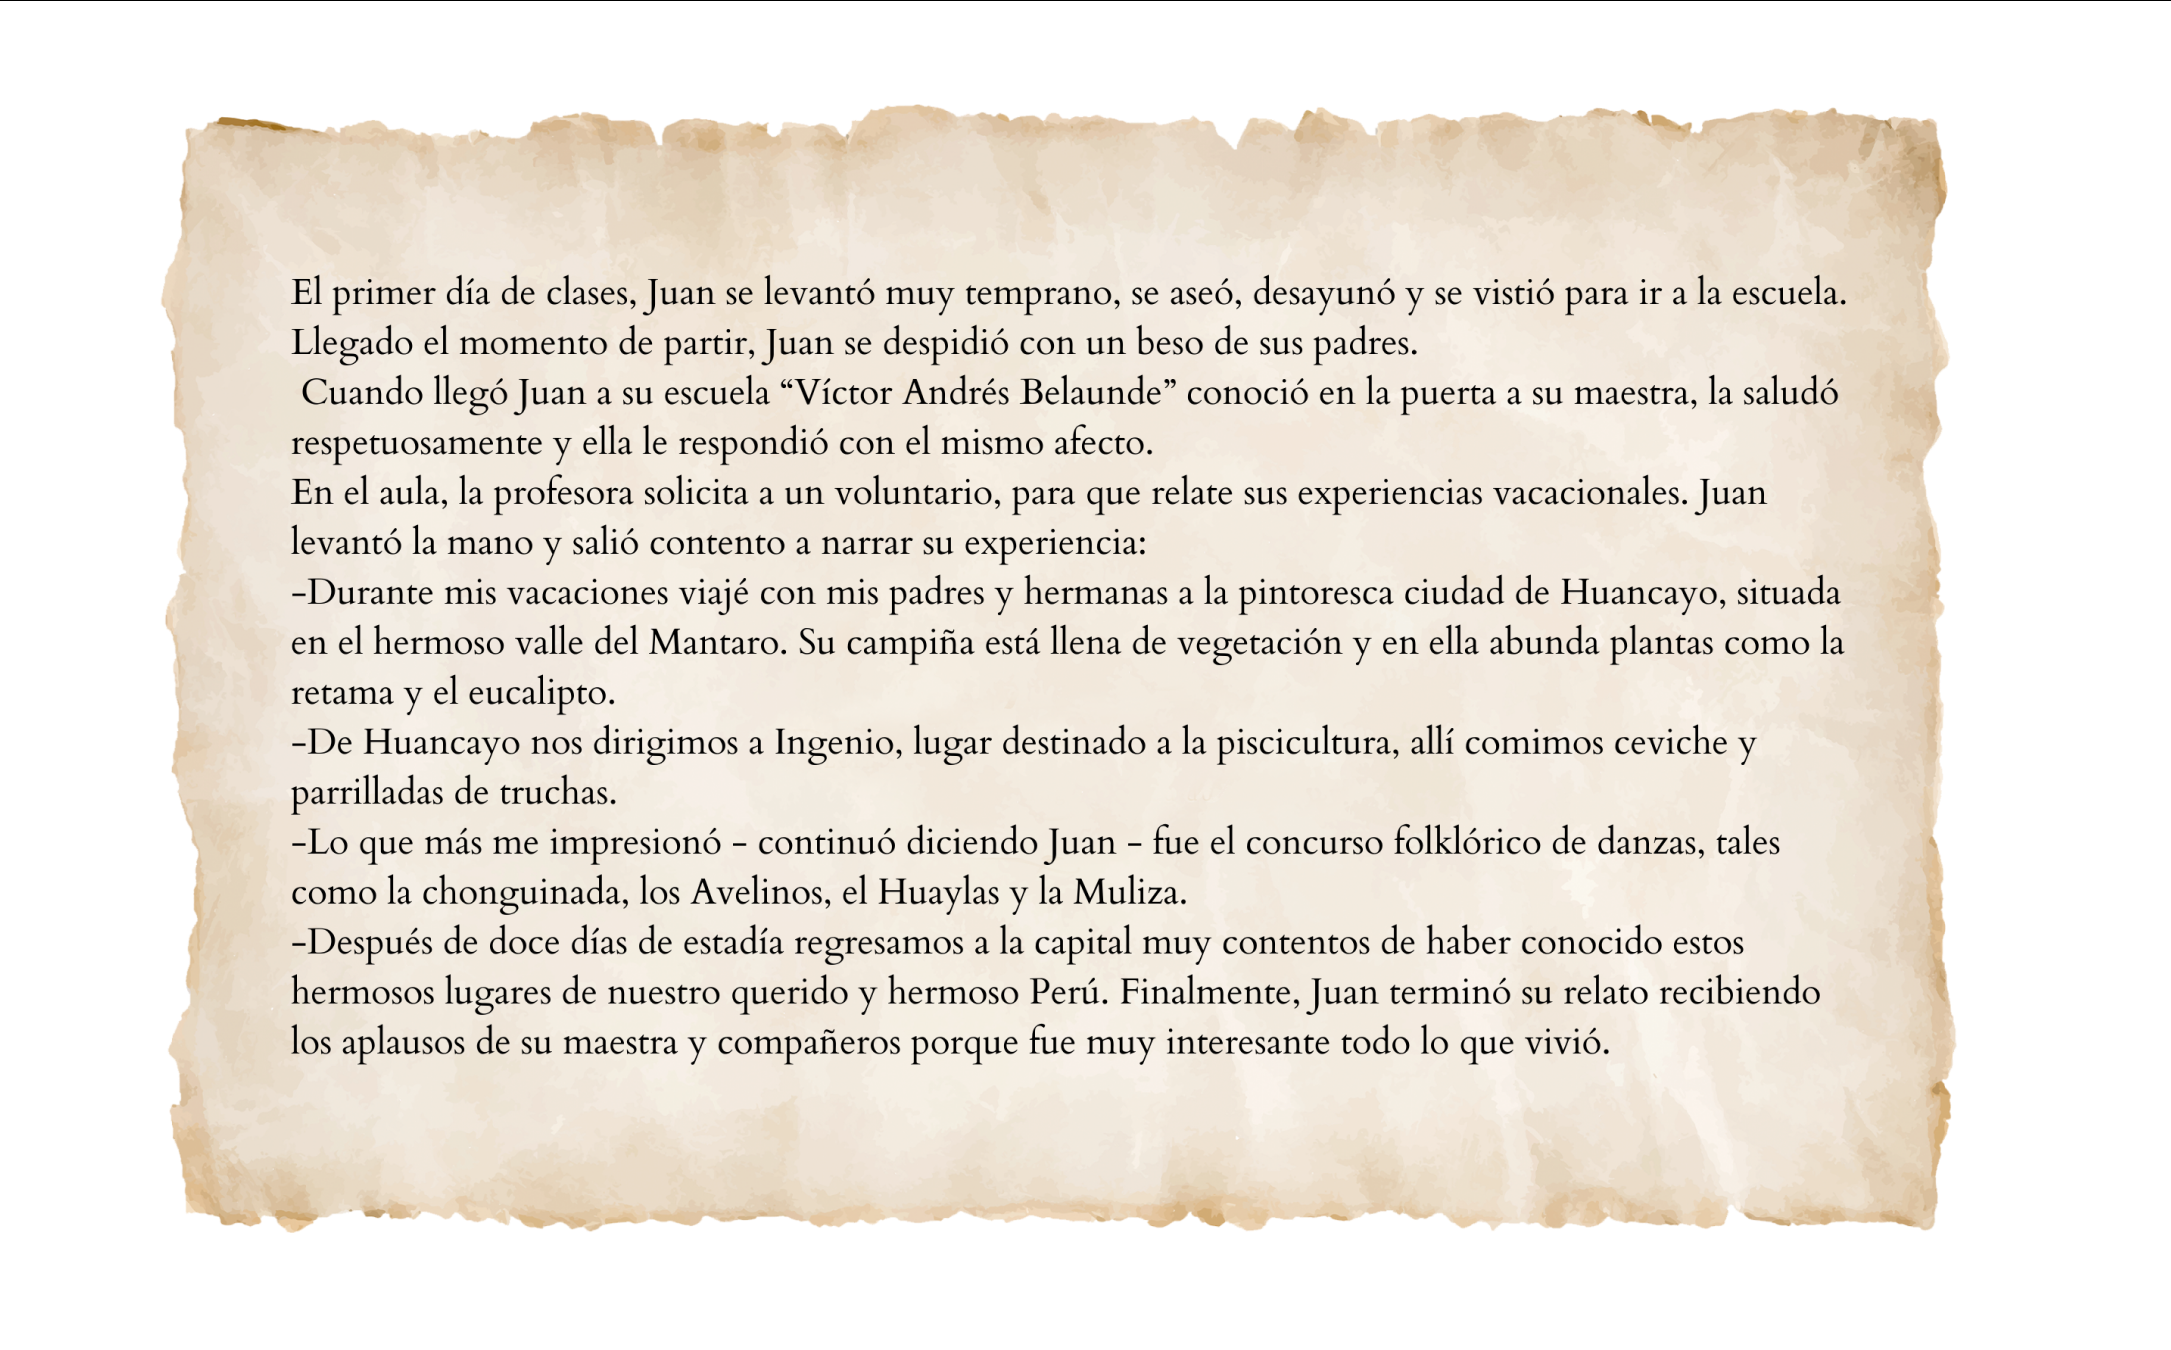 El primer día de clases, Juan se levantó muy temprano, se aseó, desayunó y se vistió para ir a la escuela.
Llegado el momento de partir, Juan se despidió con un beso de sus padres.
Cuando llegó Juan a su escuela “Víctor Andrés Belaunde” conoció en la puerta a su maestra, la saludó
respetuosamente y ella le respondió con el mismo afecto.
En el aula, la profesora solicita a un voluntario, para que relate sus experiencias vacacionales. Juan
levantó la mano y salió contento a narrar su experiencia:
-Durante mis vacaciones viajé con mis padres y hermanas a la pintoresca ciudad de Huancayo, situada
en el hermoso valle del Mantaro. Su campiña está llena de vegetación y en ella abunda plantas como la
retama y el eucalipto.
-De Huancayo nos dirigimos a Ingenio, lugar destinado a la piscicultura, allí comimos ceviche y
parrilladas de truchas.
-Lo que más me impresionó - continuó diciendo Juan - fue el concurso folklórico de danzas, tales
como la chonguinada, los Avelinos, el Huaylas y la Muliza.
-Después de doce días de estadía regresamos a la capital muy contentos de haber conocido estos
hermosos lugares de nuestro querido y hermoso Perú. Finalmente, Juan terminó su relato recibiendo
los aplausos de su maestra y compañeros porque fue muy interesante todo lo que vivió.